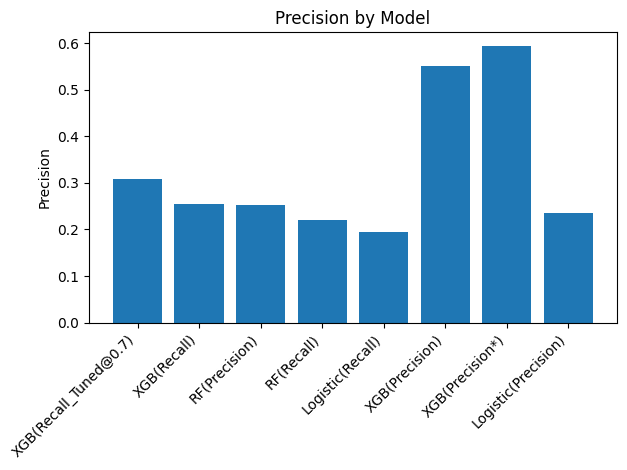 Precision by Model
Precision
0.6
0.5
0.4
0.3
0.2
0.1
0.0
XGB(Recall_Tuned@0.7)
XGB(Recall)
RF(Precision)
RF(Recall)
Logistic(Recall)
XGB(Precision)
XGB(Precision*)
Logistic(Precision)